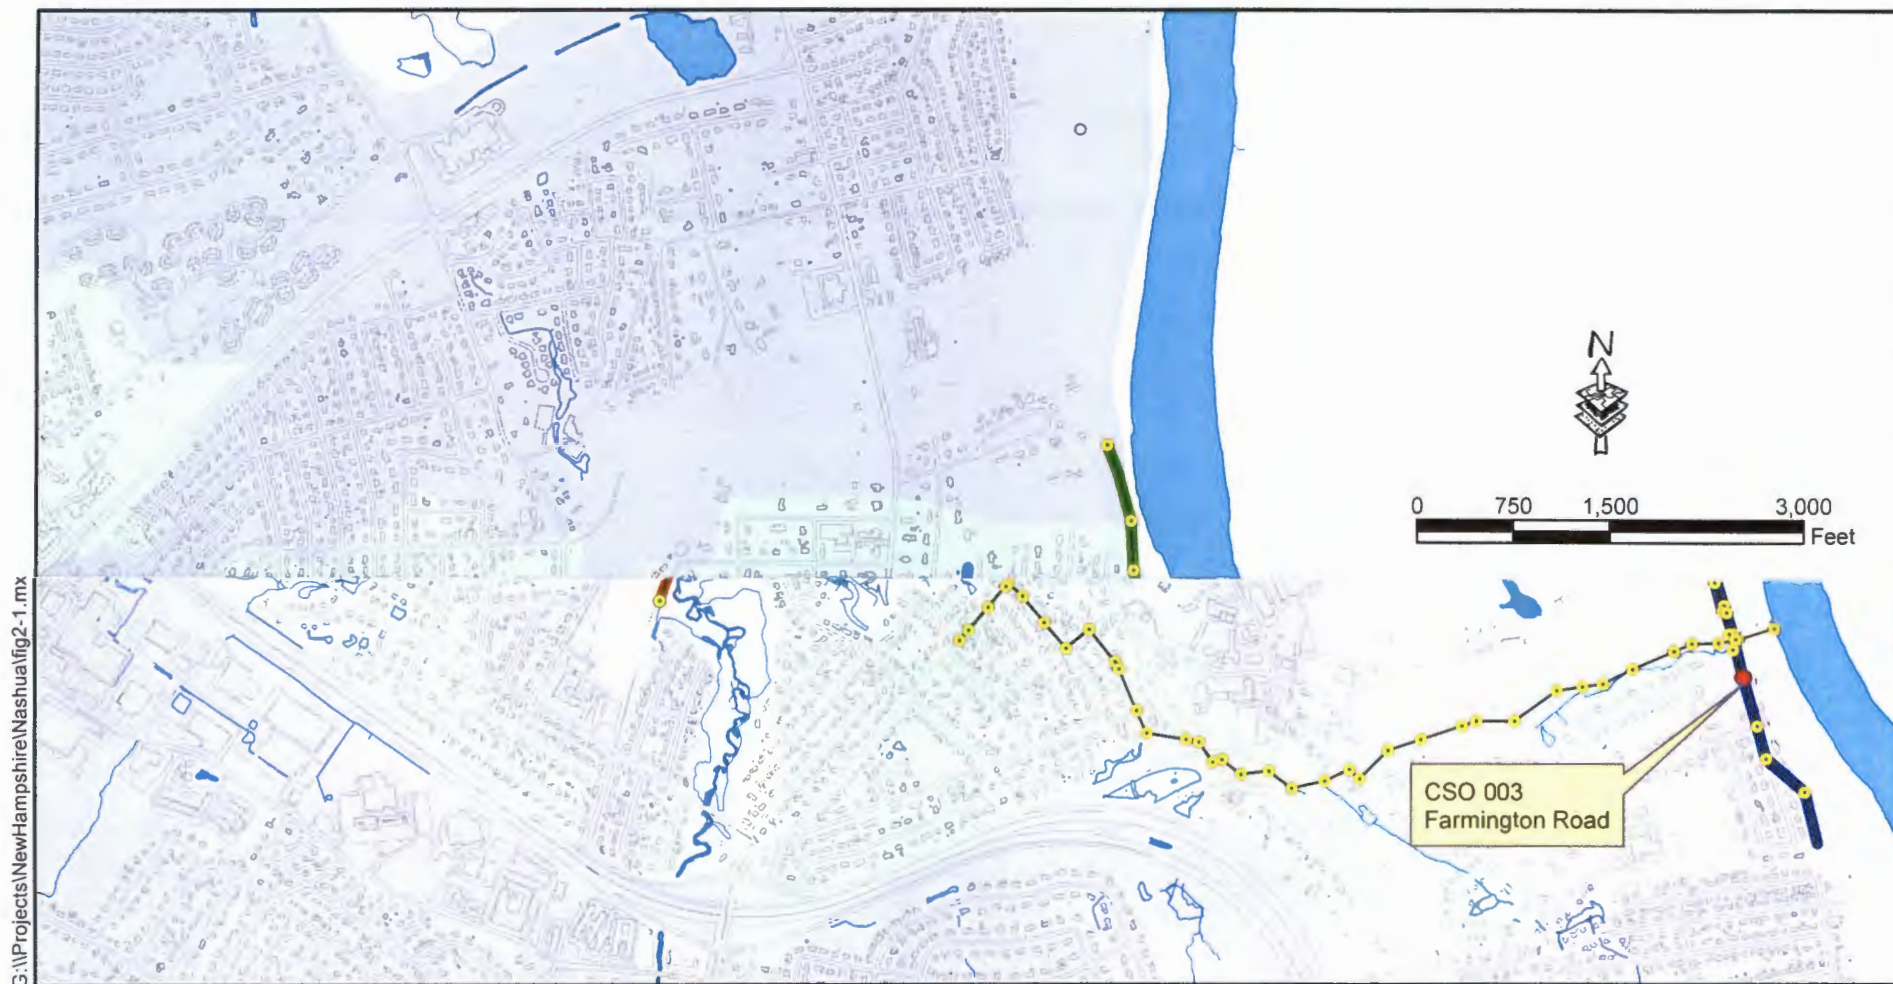 N
0 750 1,500 3,000
Feet
CSO 003
Farmington Road
G:\\Projects\NewHampshire\Nashua\fig2-1.mx